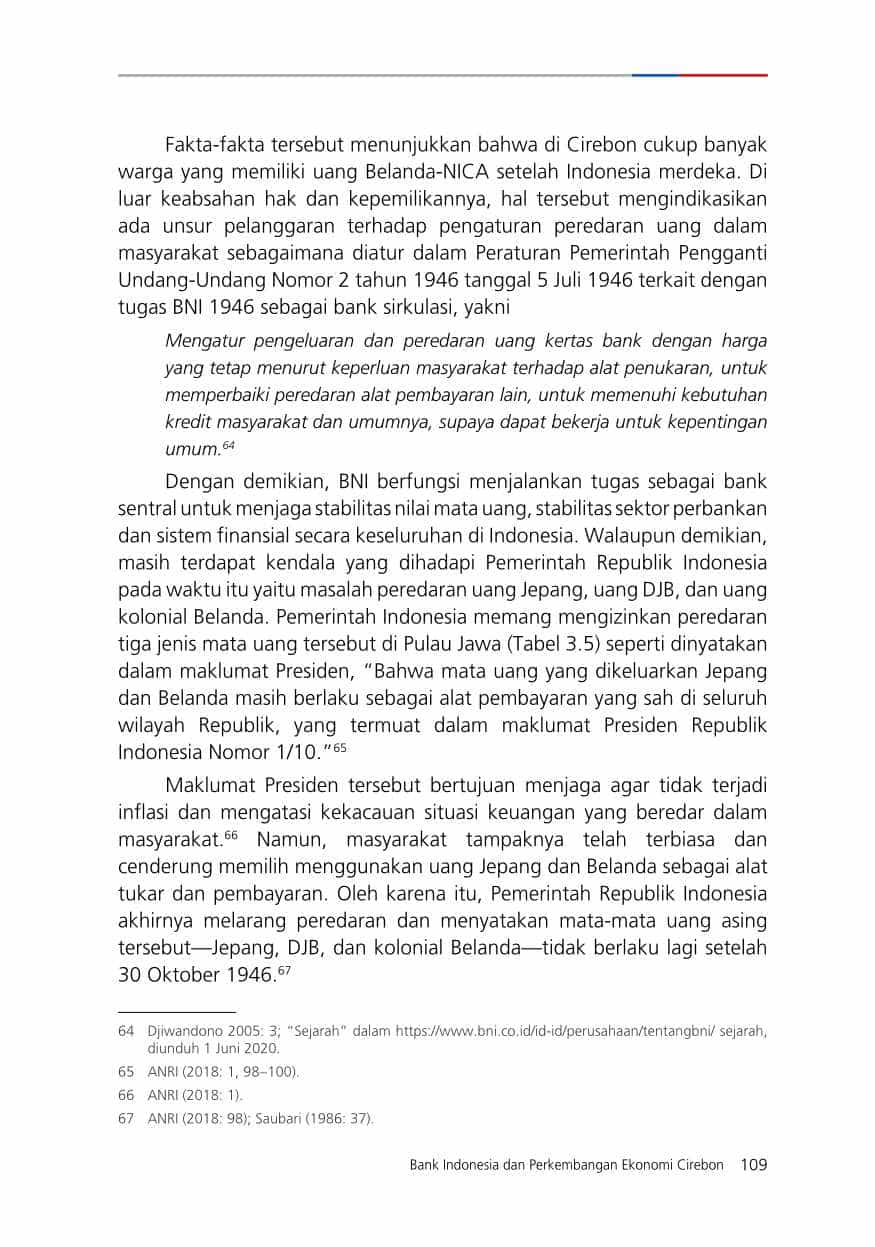 Fakta-fakta tersebut menunjukkan bahwa di Cirebon cukup banyak
warga yang memiliki uang Belanda-NICA setelah Indonesia merdeka. Di
luar keabsahan hak dan kepemilikannya, hal tersebut mengindikasikan
ada unsur pelanggaran terhadap pengaturan peredaran uang dalam
masyarakat sebagaimana diatur dalam Peraturan Pemerintah Pengganti
Undang-Undang Nomor 2 tahun 1946 tanggal 5 Juli 1946 terkait dengan
tugas BNI 1946 sebagai bank sirkulasi, yakni
Mengatur pengeluaran dan peredaran uang kertas bank dengan harga
yang tetap menurut keperluan masyarakat terhadap alat penukaran, untuk
memperbaiki peredaran alat pembayaran lain, untuk memenuhi kebutuhan
kredit masyarakat dan umumnya, supaya dapat bekerja untuk kepentingan
umum.64
Dengan demikian, BNI berfungsi menjalankan tugas sebagai bank
sentral untuk menjaga stabilitas nilai mata uang, stabilitas sektor perbankan
dan sistem finansial secara keseluruhan di Indonesia. Walaupun demikian,
masih terdapat kendala yang dihadapi Pemerintah Republik Indonesia
pada waktu itu yaitu masalah peredaran uang Jepang, uang DJB, dan uang
kolonial Belanda. Pemerintah Indonesia memang mengizinkan peredaran
tiga jenis mata uang tersebut di Pulau Jawa (Tabel 3.5) seperti dinyatakan
dalam maklumat Presiden, “Bahwa mata uang yang dikeluarkan Jepang
dan Belanda masih berlaku sebagai alat pembayaran yang sah di seluruh
wilayah Republik, yang termuat dalam maklumat Presiden Republik
Indonesia Nomor 1/10.”65
Maklumat Presiden tersebut bertujuan menjaga agar tidak terjadi
inflasi dan mengatasi kekacauan situasi keuangan yang beredar dalam
masyarakat.66 Namun, masyarakat tampaknya telah terbiasa dan
cenderung memilih menggunakan uang Jepang dan Belanda sebagai alat
tukar dan pembayaran. Oleh karena itu, Pemerintah Republik Indonesia
akhirnya melarang peredaran dan menyatakan mata-mata uang asing
tersebut—Jepang, DJB, dan kolonial Belanda—tidak berlaku lagi setelah
30 Oktober 1946.67
64 Djiwandono 2005: 3; “Sejarah” dalam https://www.bni.co.id/id-id/perusahaan/tentangbni/ sejarah,
diunduh 1 Juni 2020.
65 ANRI (2018: 1, 98–100).
66 ANRI (2018: 1).
67 ANRI (2018: 98); Saubari (1986: 37).
Bank Indonesia dan Perkembangan Ekonomi Cirebon 109